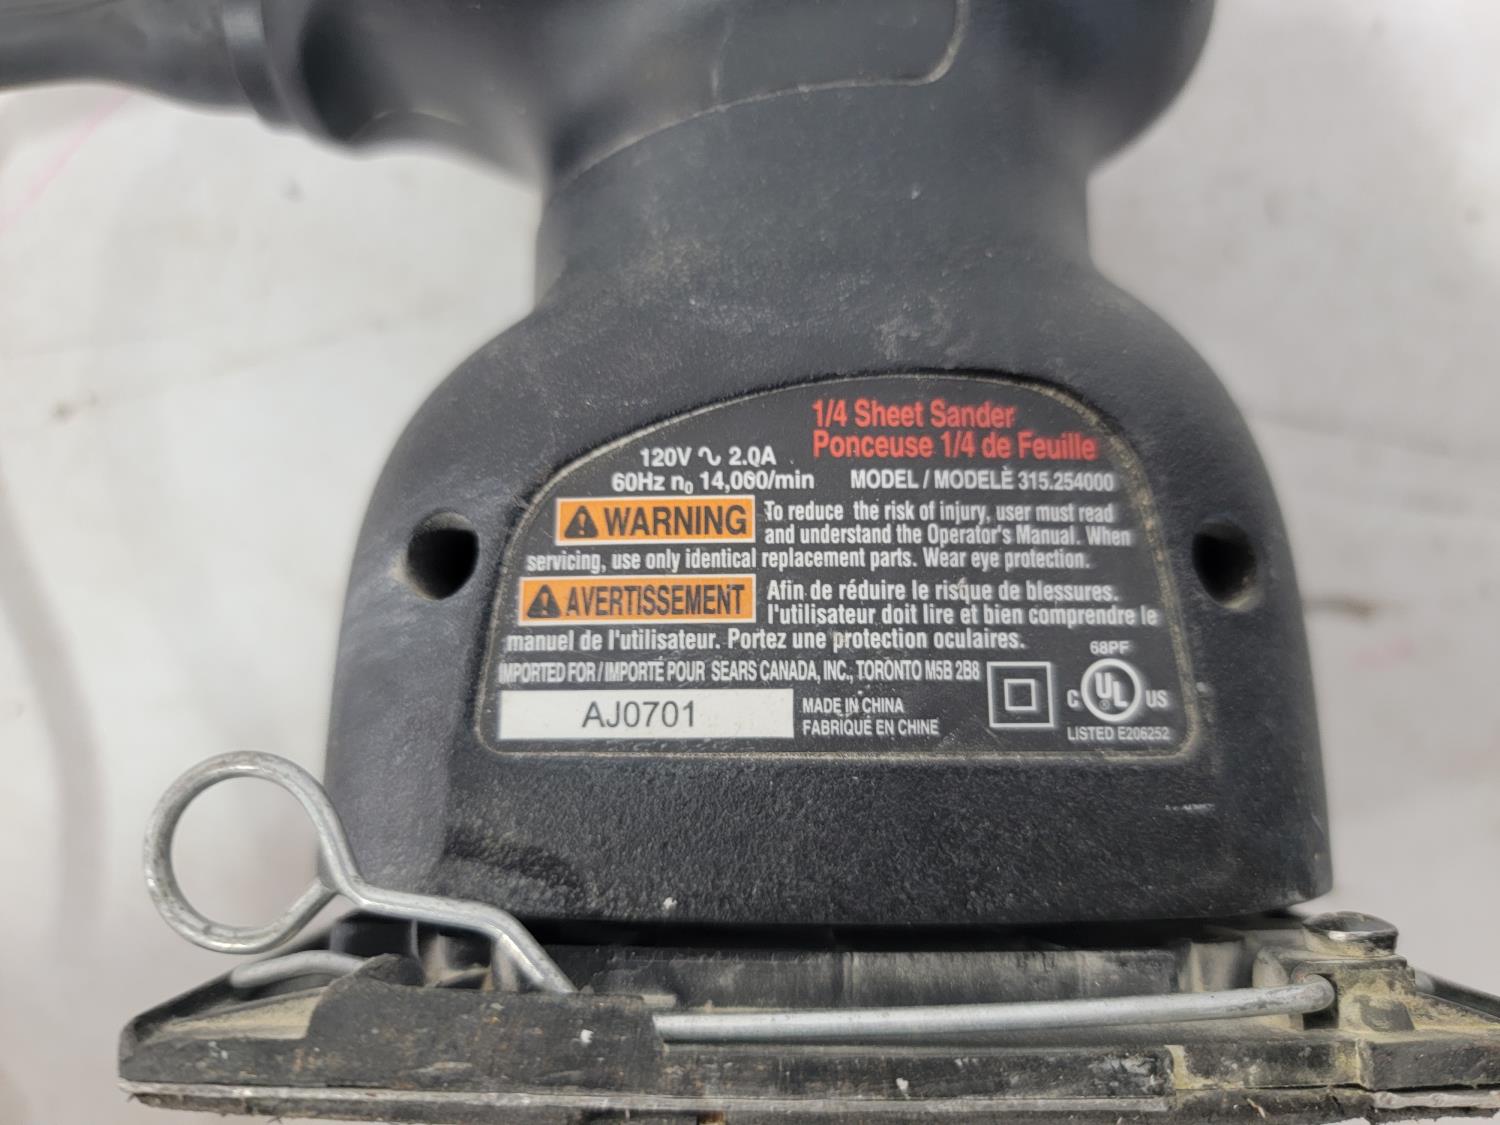 1/4 Sheet Sander
Ponceuse 1/4 de Feuille
120V ∿ 2.0A
60Hz n₀ 14,000/min MODEL / MODELÈ 315.254000
WARNING To reduce the risk of injury, user must read
and understand the Operator's Manual. When
servicing, use only identical replacement parts. Wear eye protection.
AVERTISSEMENT Afin de réduire le risque de blessures.
l'utilisateur doit lire et bien comprendre le
manuel de l'utilisateur. Portez une protection oculaires.
IMPORTED FOR / IMPORTÉ POUR SEARS CANADA, INC., TORONTO M5B 2B8
AJ0701
MADE IN CHINA
FABRIQUÉ EN CHINE
68PF
C UL ® US
LISTED E206252